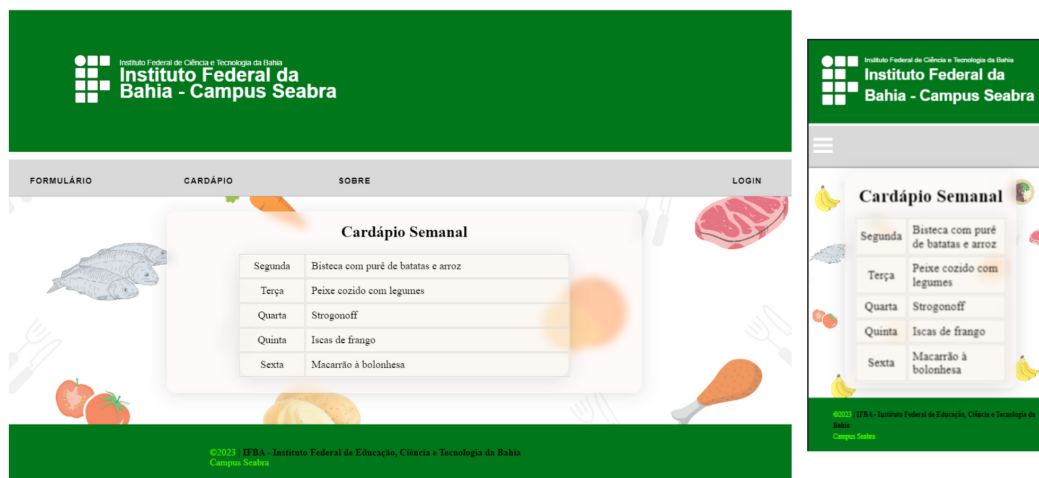 Instituto Federal de Ciência e Tecnologia da Bahia
Instituto Federal da
Bahia - Campus Seabra
FORMULÁRIO CARDÁPIO SOBRE LOGIN
Cardápio Semanal
Segunda Bisteca com purê de batatas e arroz
Terça Peixe cozido com legumes
Quarta Strogonoff
Quinta Iscas de frango
Sexta Macarrão à bolonhesa
©2023 | IFBA - Instituto Federal de Educação, Ciência e Tecnologia da Bahia
Campus Seabra
Instituto Federal de Ciência e Tecnologia da Bahia
Instituto Federal da
Bahia - Campus Seabra
Cardápio Semanal
Segunda Bisteca com purê
de batatas e arroz
Terça Peixe cozido com
legumes
Quarta Strogonoff
Quinta Iscas de frango
Sexta Macarrão à
bolonhesa
©2023 | IFBA - Instituto Federal de Educação, Ciência e Tecnologia da
Bahia
Campus Seabra